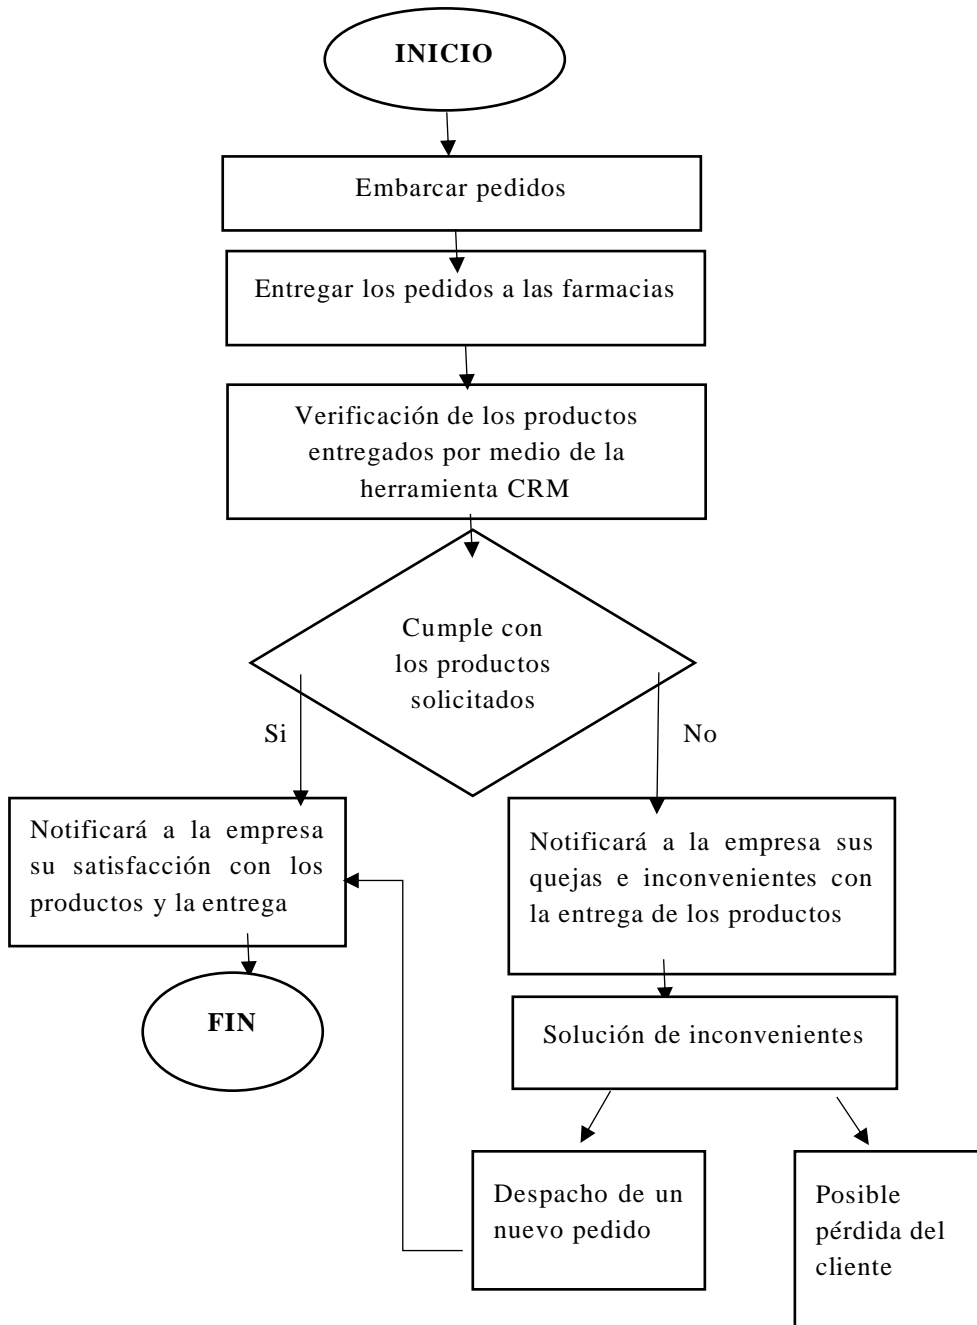 INICIO
Embarcar pedidos
Entregar los pedidos a las farmacias
Verificación de los productos
entregados por medio de la
herramienta CRM
Cumple con
los productos
solicitados
Si
No
Notificará a la empresa
su satisfacción con los
productos y la entrega
Notificará a la empresa sus
quejas e inconvenientes con
la entrega de los productos
FIN
Solución de inconvenientes
Despacho de un
nuevo pedido
Posible
pérdida del
cliente